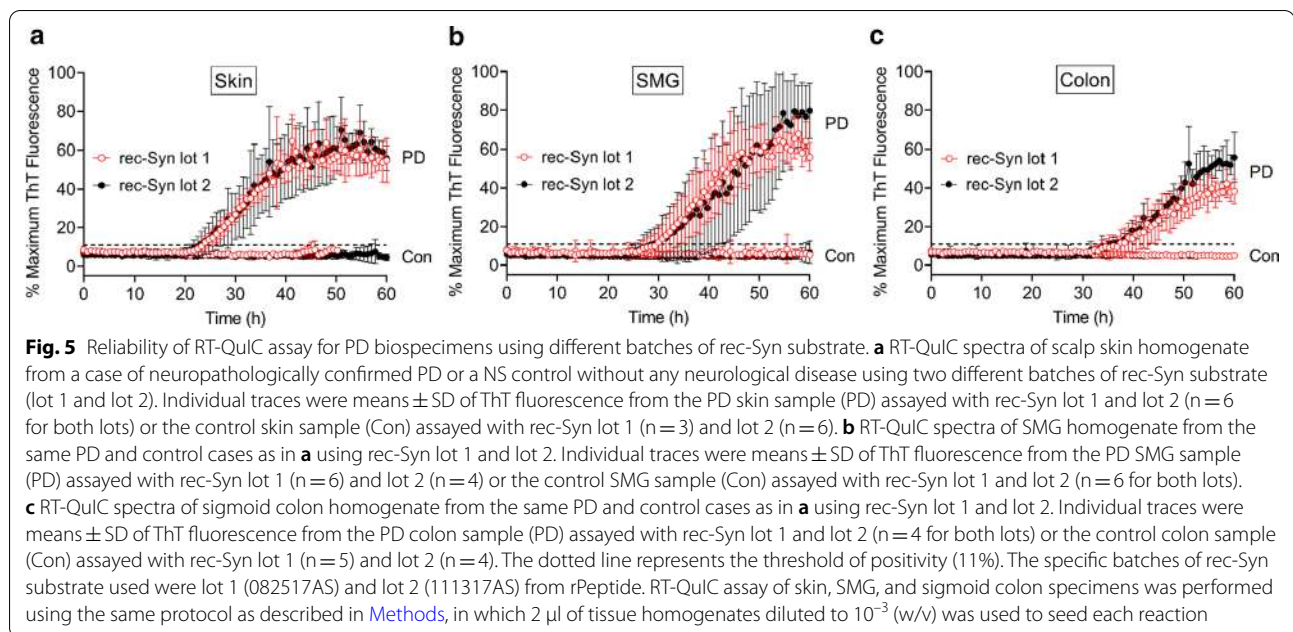 a
b
c
Skin
SMG
Colon
% Maximum ThT Fluorescence
100
80
60
40
20
0
rec-Syn lot 1
rec-Syn lot 2
PD
Con
0 10 20 30 40 50 60
Time (h)
% Maximum ThT Fluorescence
100
80
60
40
20
0
rec-Syn lot 1
rec-Syn lot 2
PD
Con
0 10 20 30 40 50 60
Time (h)
% Maximum ThT Fluorescence
100
80
60
40
20
0
rec-Syn lot 1
rec-Syn lot 2
PD
Con
0 10 20 30 40 50 60
Time (h)
Fig. 5 Reliability of RT-QuIC assay for PD biospecimens using different batches of rec-Syn substrate. a RT-QuIC spectra of scalp skin homogenate
from a case of neuropathologically confirmed PD or a NS control without any neurological disease using two different batches of rec-Syn substrate
(lot 1 and lot 2). Individual traces were means ± SD of ThT fluorescence from the PD skin sample (PD) assayed with rec-Syn lot 1 and lot 2 (n = 6
for both lots) or the control skin sample (Con) assayed with rec-Syn lot 1 (n = 3) and lot 2 (n = 6). b RT-QuIC spectra of SMG homogenate from the
same PD and control cases as in a using rec-Syn lot 1 and lot 2. Individual traces were means ± SD of ThT fluorescence from the PD SMG sample
(PD) assayed with rec-Syn lot 1 (n = 6) and lot 2 (n = 4) or the control SMG sample (Con) assayed with rec-Syn lot 1 and lot 2 (n = 6 for both lots).
c RT-QuIC spectra of sigmoid colon homogenate from the same PD and control cases as in a using rec-Syn lot 1 and lot 2. Individual traces were
means ± SD of ThT fluorescence from the PD colon sample (PD) assayed with rec-Syn lot 1 and lot 2 (n = 4 for both lots) or the control colon sample
(Con) assayed with rec-Syn lot 1 (n = 5) and lot 2 (n = 4). The dotted line represents the threshold of positivity (11%). The specific batches of rec-Syn
substrate used were lot 1 (082517AS) and lot 2 (111317AS) from rPeptide. RT-QuIC assay of skin, SMG, and sigmoid colon specimens was performed
using the same protocol as described in Methods, in which 2 µl of tissue homogenates diluted to 10⁻³ (w/v) was used to seed each reaction